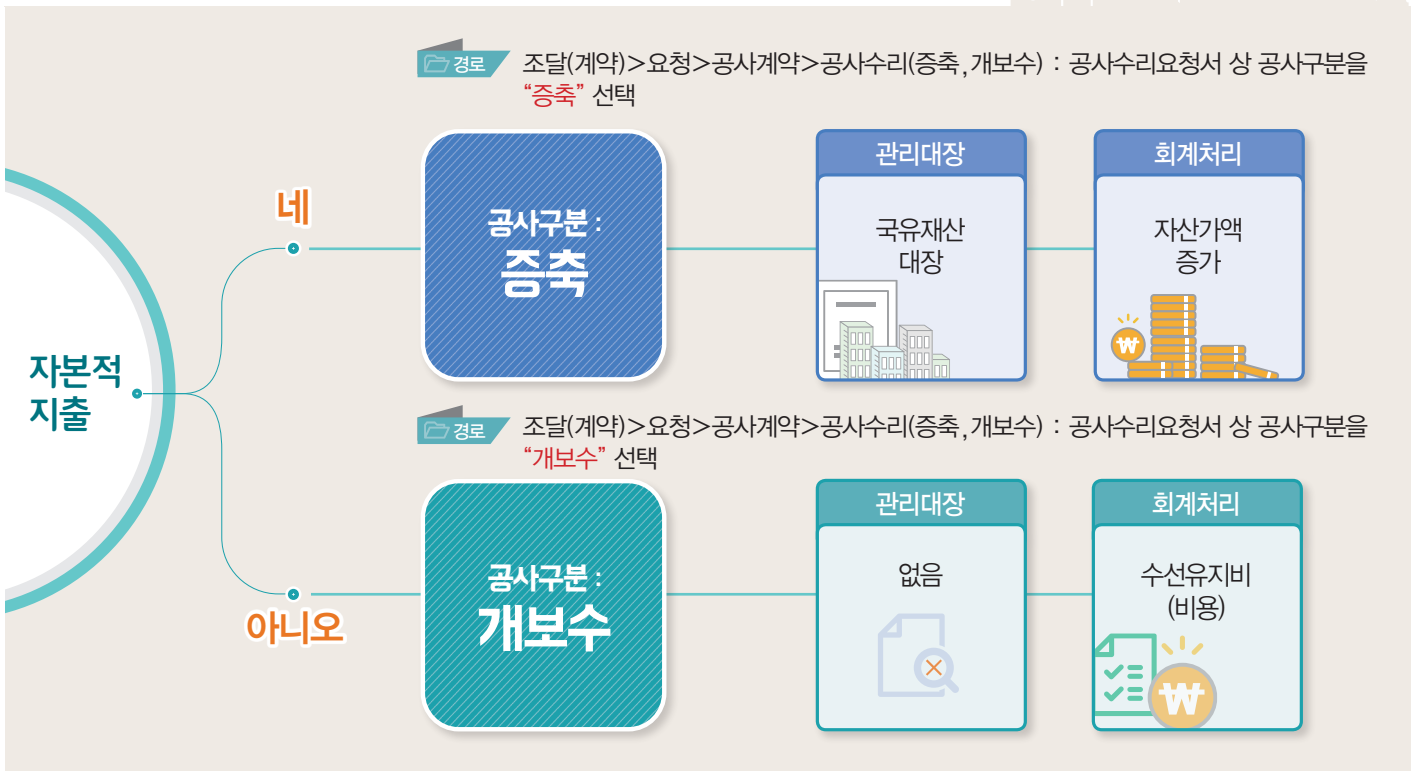 경로 조달(계약)>요청>공사계약>공사수리(증축,개보수) : 공사수리요청서 상 공사구분을
“증축” 선택
네
공사구분 :
증축
관리대장
국유재산
대장
회계처리
자산가액
증가
₩
자본적
지출
경로 조달(계약)>요청>공사계약>공사수리(증축,개보수) : 공사수리요청서 상 공사구분을
“개보수” 선택
아니오
공사구분 :
개보수
관리대장
없음
회계처리
수선유지비
(비용)
₩